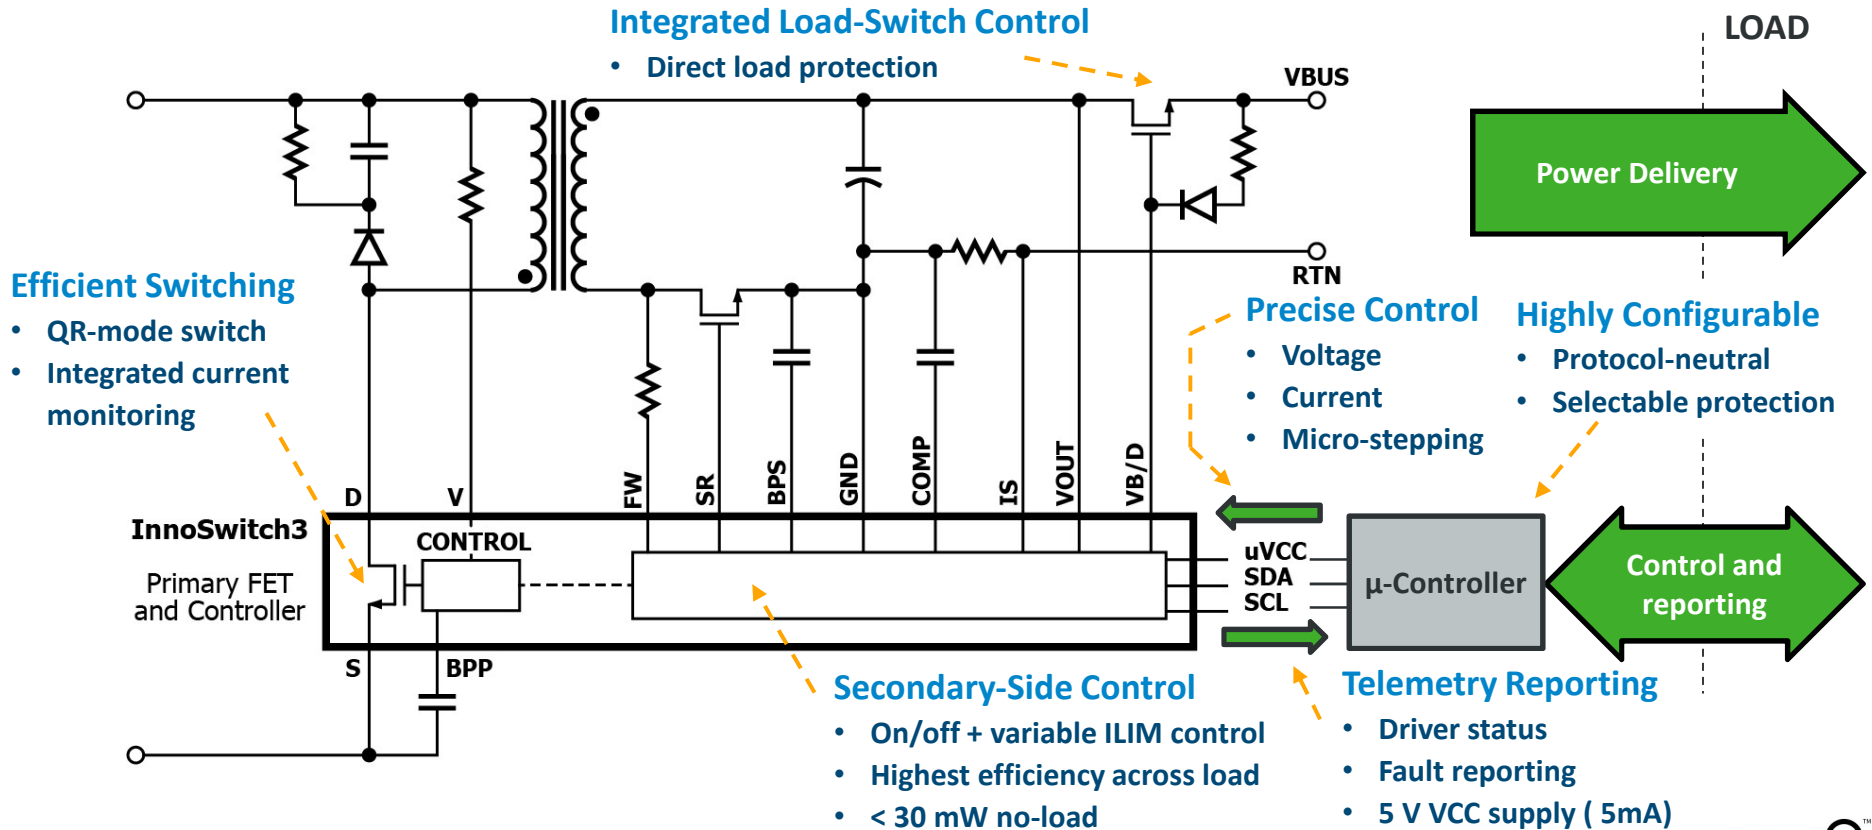 Integrated Load-Switch Control
• Direct load protection
LOAD
VBUS
Power Delivery
RTN
Efficient Switching
• QR-mode switch
• Integrated current
monitoring
Precise Control
• Voltage
• Current
• Micro-stepping
Highly Configurable
• Protocol-neutral
• Selectable protection
D
V
FW
SR
BPS
GND
COMP
IS
VOUT
VB/D
InnoSwitch3
Primary FET
and Controller
CONTROL
uVCC
SDA
SCL
µ-Controller
Control and
reporting
S
BPP
Secondary-Side Control
• On/off + variable ILIM control
• Highest efficiency across load
• < 30 mW no-load
Telemetry Reporting
• Driver status
• Fault reporting
• 5 V VCC supply ( 5mA)
™